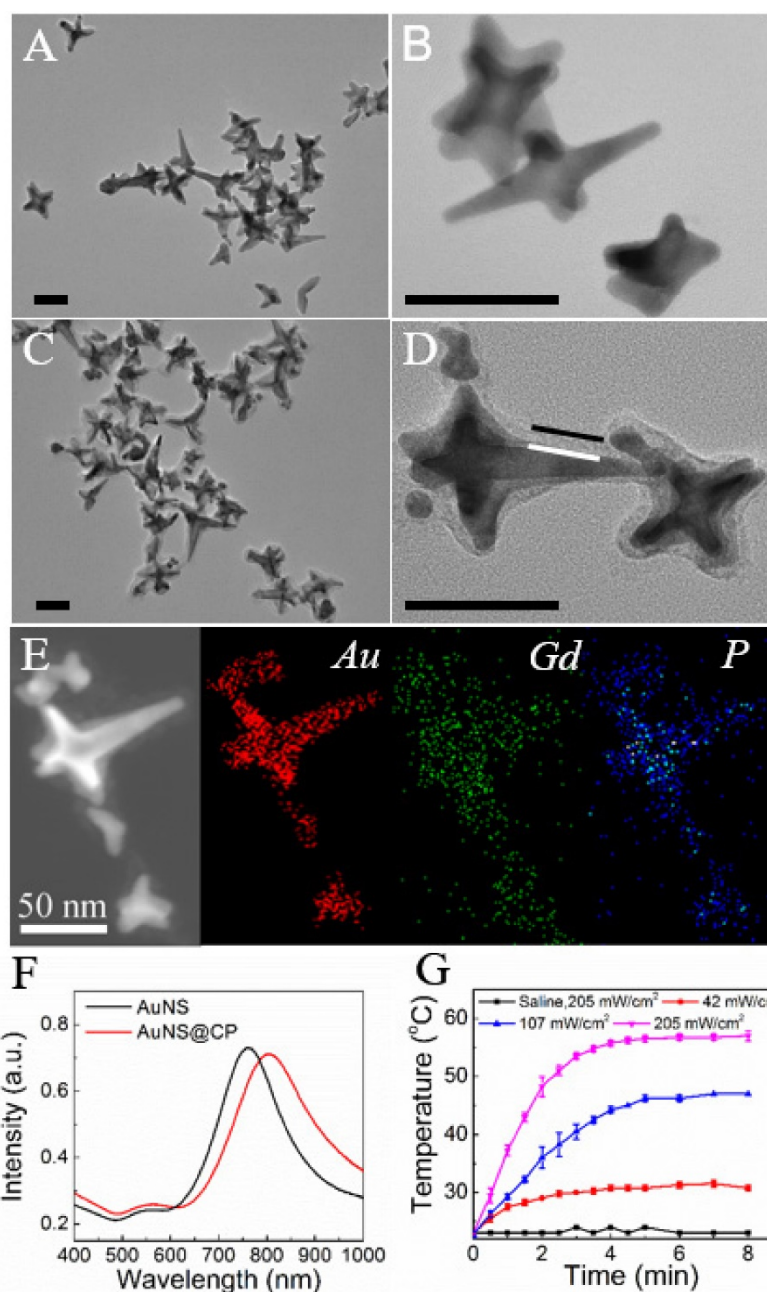 A
B
C
D
E
Au
Gd
P
50 nm
F
G
AuNS
AuNS@CP
Intensity (a.u.)
0.8
0.6
0.4
0.2
400 500 600 700 800 900 1000
Wavelength (nm)
Saline,205 mW/cm²
42 mW/c
107 mW/cm²
205 mW/cm²
Temperature (°C)
60
50
40
30
0 2 4 6 8
Time (min)